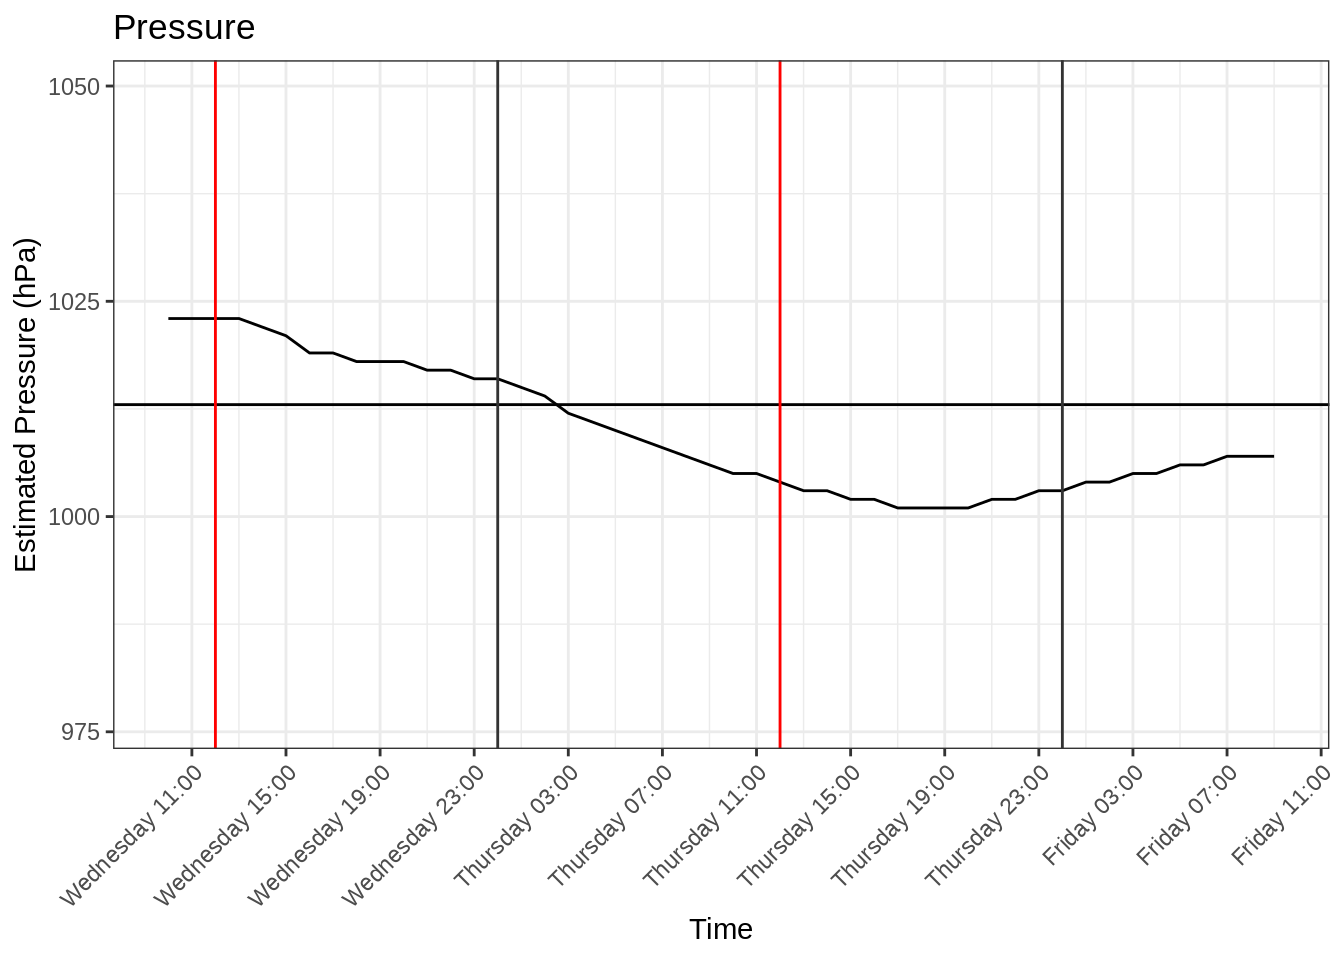 Pressure
Estimated Pressure (hPa)
1050
1025
1000
975
Wednesday 11:00
Wednesday 15:00
Wednesday 19:00
Wednesday 23:00
Thursday 03:00
Thursday 07:00
Thursday 11:00
Thursday 15:00
Thursday 19:00
Thursday 23:00
Friday 03:00
Friday 07:00
Friday 11:00
Time